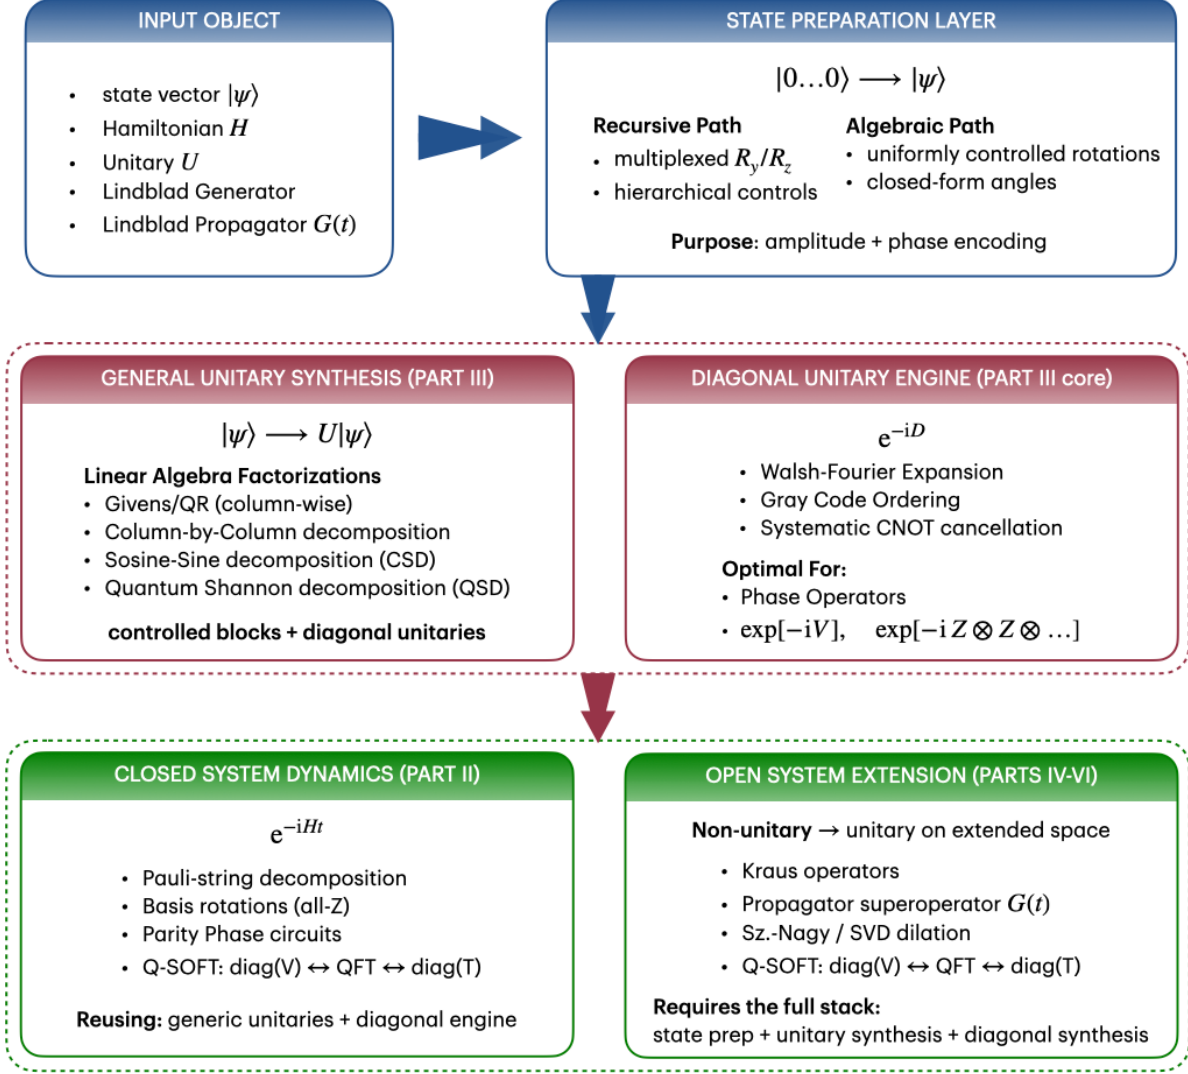 INPUT OBJECT
• state vector |ψ⟩
• Hamiltonian H
• Unitary U
• Lindblad Generator
• Lindblad Propagator G(t)
STATE PREPARATION LAYER
|0…0⟩ ⟶ |ψ⟩
Recursive Path
• multiplexed R_y/R_z
• hierarchical controls
Algebraic Path
• uniformly controlled rotations
• closed-form angles
Purpose: amplitude + phase encoding
GENERAL UNITARY SYNTHESIS (PART III)
|ψ⟩ ⟶ U|ψ⟩
Linear Algebra Factorizations
• Givens/QR (column-wise)
• Column-by-Column decomposition
• Sosine-Sine decomposition (CSD)
• Quantum Shannon decomposition (QSD)
controlled blocks + diagonal unitaries
DIAGONAL UNITARY ENGINE (PART III core)
e^{−iD}
• Walsh-Fourier Expansion
• Gray Code Ordering
• Systematic CNOT cancellation
Optimal For:
• Phase Operators
• exp[−iV], exp[−i Z ⊗ Z ⊗ …]
CLOSED SYSTEM DYNAMICS (PART II)
e^{−iHt}
• Pauli-string decomposition
• Basis rotations (all-Z)
• Parity Phase circuits
• Q-SOFT: diag(V) ↔ QFT ↔ diag(T)
Reusing: generic unitaries + diagonal engine
OPEN SYSTEM EXTENSION (PARTS IV-VI)
Non-unitary → unitary on extended space
• Kraus operators
• Propagator superoperator G(t)
• Sz.-Nagy / SVD dilation
• Q-SOFT: diag(V) ↔ QFT ↔ diag(T)
Requires the full stack:
state prep + unitary synthesis + diagonal synthesis